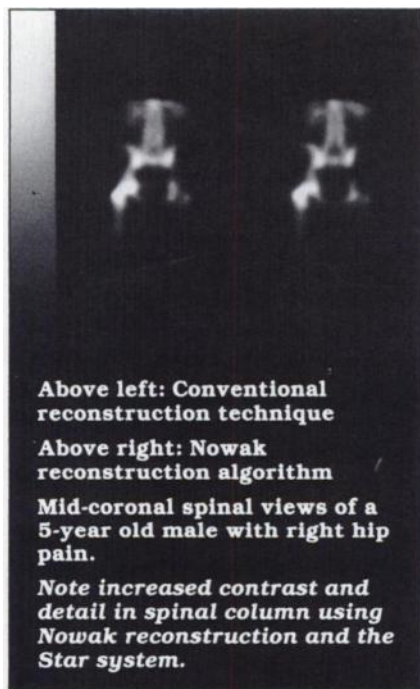 Above left: Conventional
reconstruction technique
Above right: Nowak
reconstruction algorithm
Mid-coronal spinal views of a
5-year old male with right hip
pain.
Note increased contrast and
detail in spinal column using
Nowak reconstruction and the
Star system.